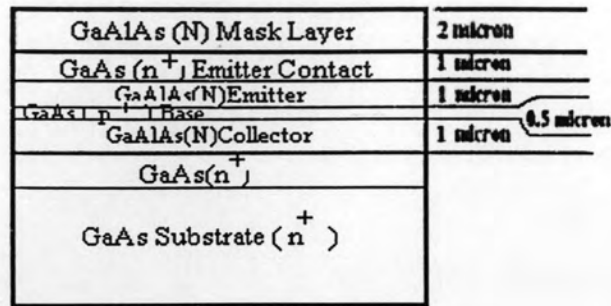 GaAlAs (N) Mask Layer 2 micron
GaAs (n+) Emitter Contact 1 micron
GaAlAs(N)Emitter 1 micron
GaAs ( p+ ) Base 0.5 micron
GaAlAs(N)Collector 1 micron
GaAs(n+)
GaAs Substrate ( n+ )